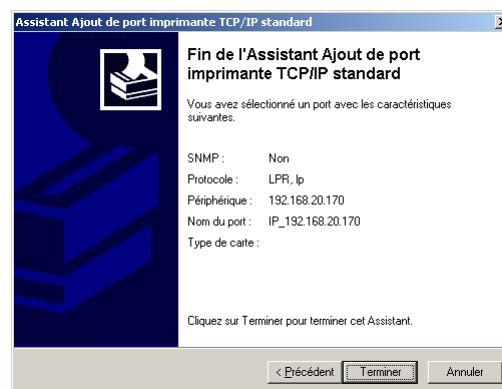 Assistant Ajout de port imprimante TCP/IP standard
Fin de l'Assistant Ajout de port
imprimante TCP/IP standard
Vous avez sélectionné un port avec les caractéristiques
suivantes.
SNMP : Non
Protocole : LPR, lp
Périphérique : 192.168.20.170
Nom du port : IP_192.168.20.170
Type de carte :
Cliquez sur Terminer pour terminer cet Assistant.
< Précédent Terminer Annuler